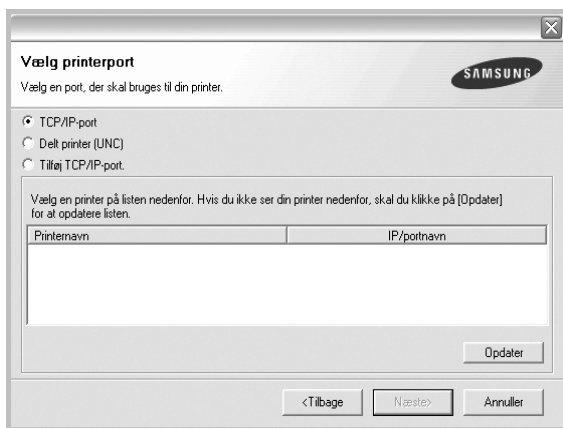 Vælg printerport
Vælg en port, der skal bruges til din printer.
SAMSUNG
TCP/IP-port
Delt printer (UNC)
Tilføj TCP/IP-port.
Vælg en printer på listen nedenfor. Hvis du ikke ser din printer nedenfor, skal du klikke på [Opdater]
for at opdatere listen.
Printernavn IP/portnavn
Opdater
<Tilbage Næste> Annuller